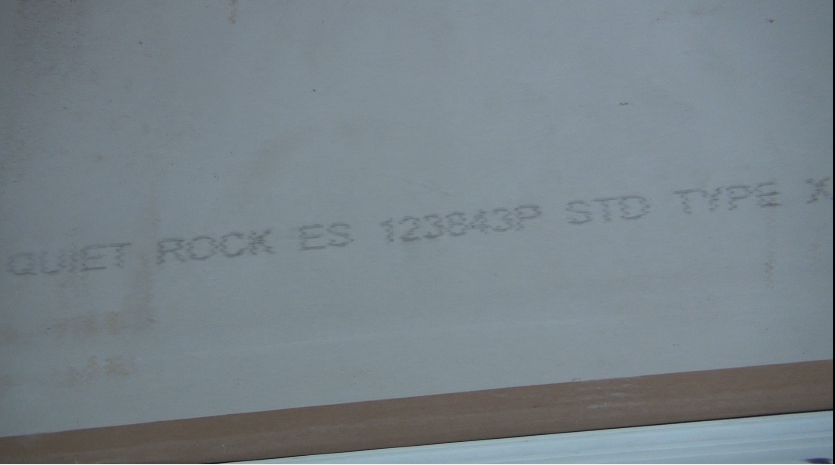 QUIET ROCK ES 123843P STD TYPE X